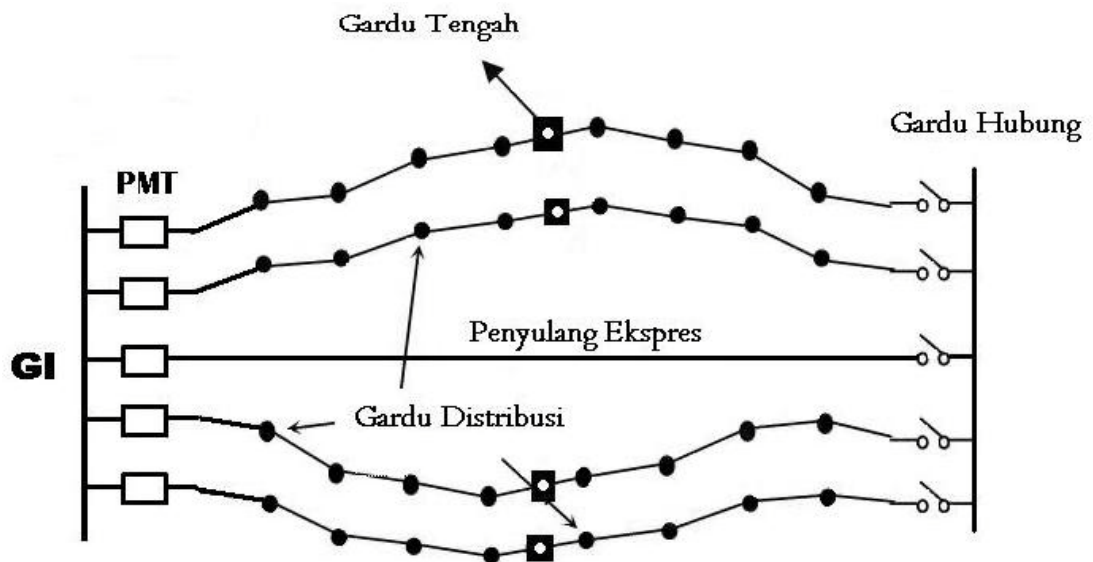 Gardu Tengah
Gardu Hubung
PMT
Penyulang Ekspres
GI
Gardu Distribusi